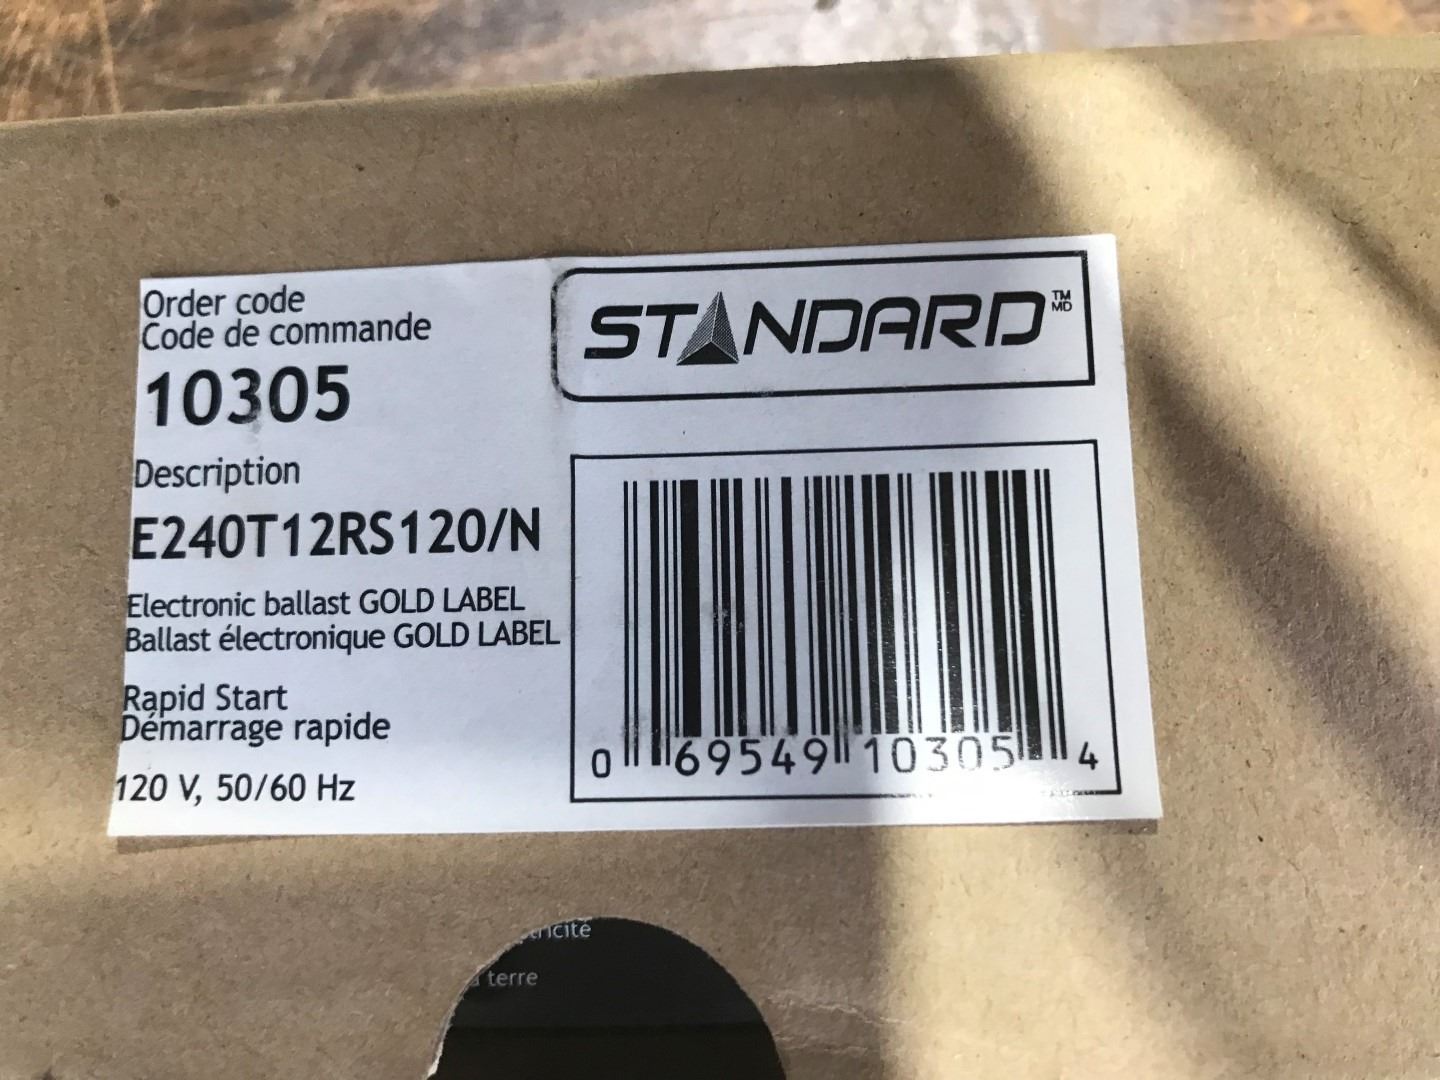 Order code
Code de commande
10305
Description
E240T12RS120/N
Electronic ballast GOLD LABEL
Ballast électronique GOLD LABEL
Rapid Start
Démarrage rapide
120 V, 50/60 Hz
STANDARD TM MD
0 69549 10305 4
terre